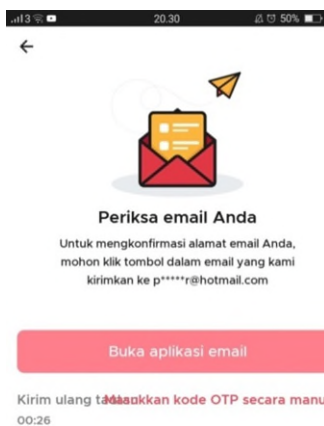 3
20.30
50%
Periksa email Anda
Untuk mengkonfirmasi alamat email Anda,
mohon klik tombol dalam email yang kami
kirimkan ke p*****r@hotmail.com
Buka aplikasi email
Kirim ulang Masukkan kode OTP secara manu
00:26